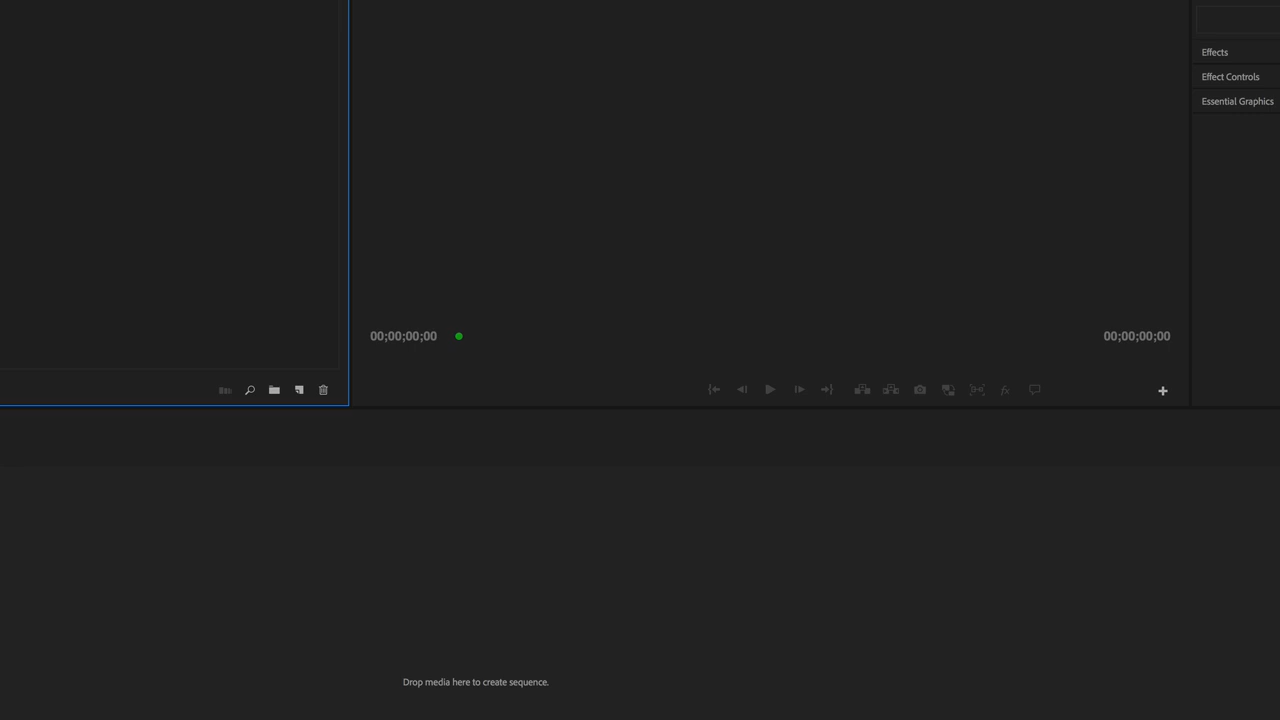 Effects
Effect Controls
Essential Graphics
00;00;00;00
00;00;00;00
fx
Drop media here to create sequence.